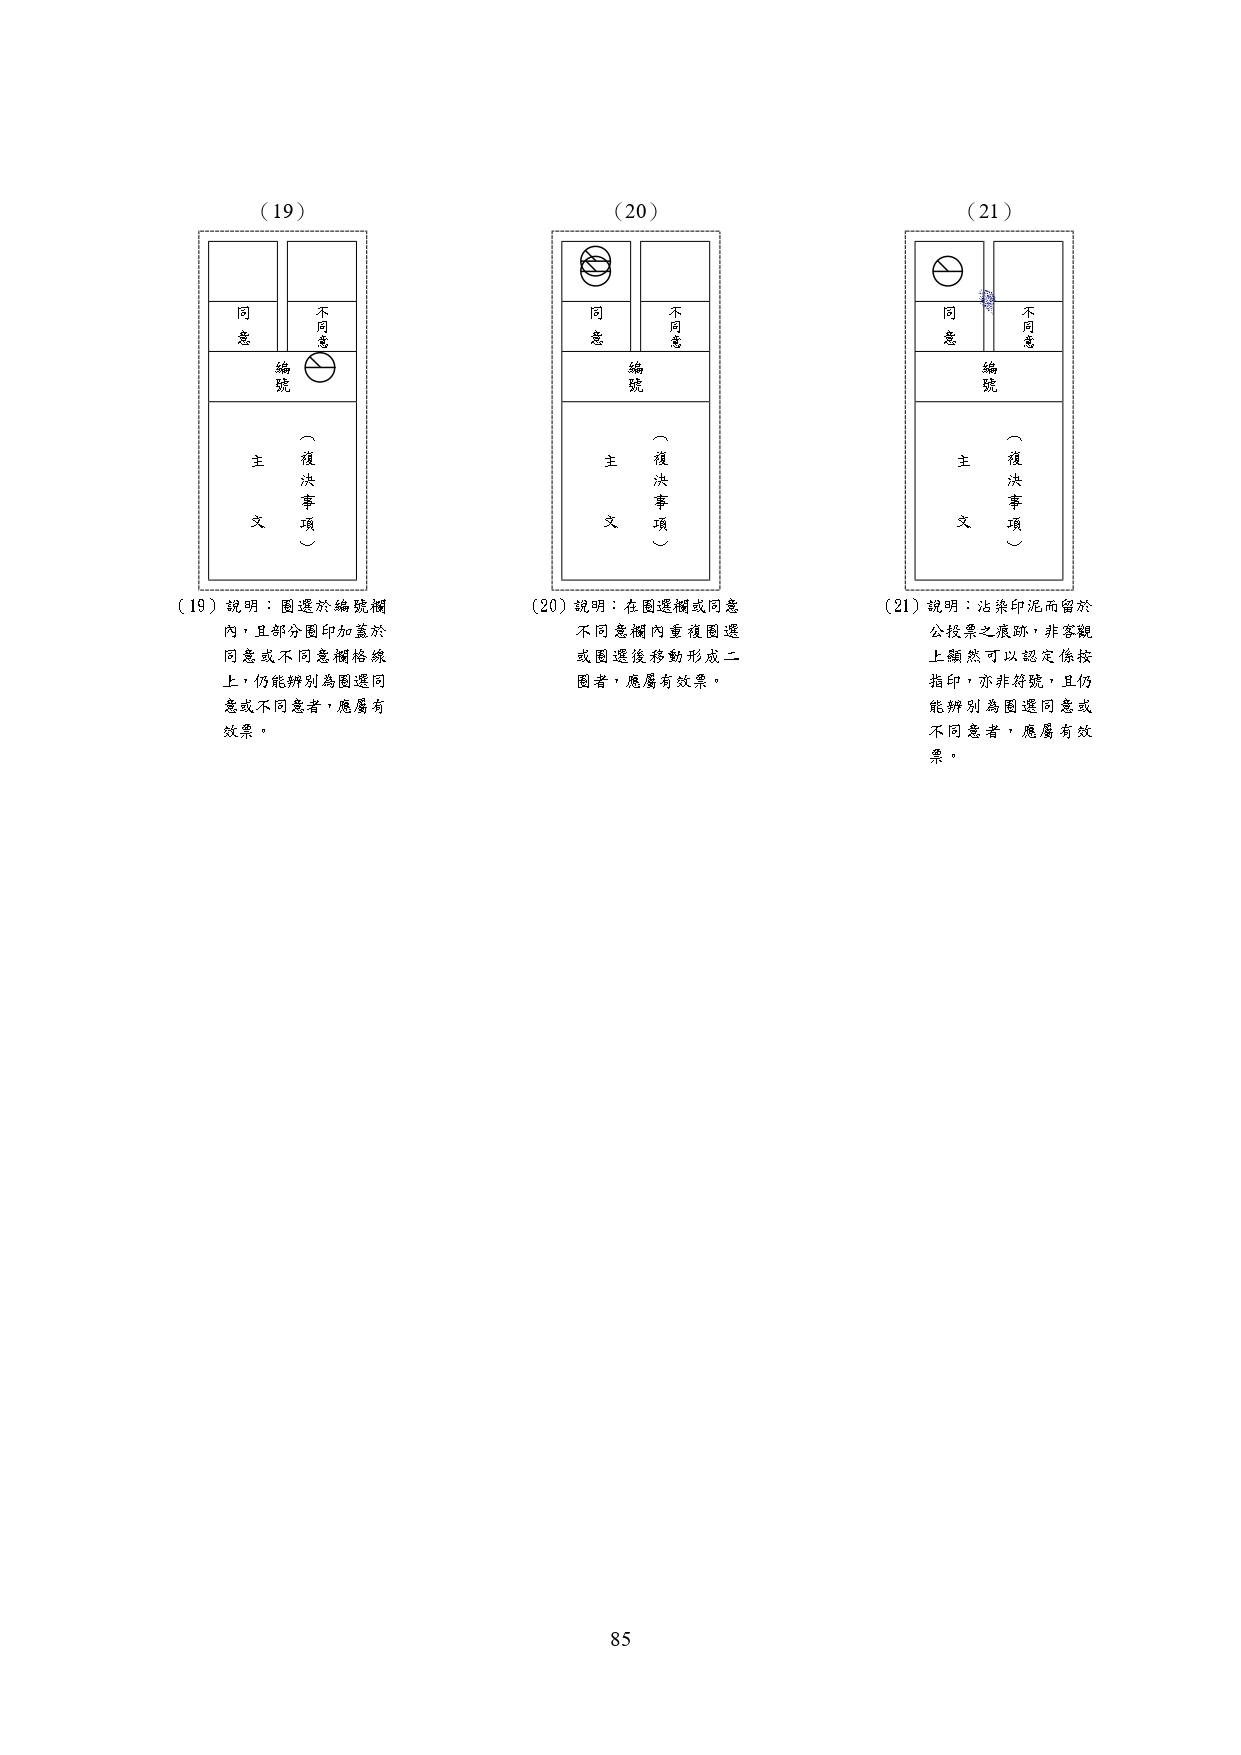 （19）
（20）
（21）
同意
不同意
編號
主文
（復決事項）
（19）說明：圈選於編號欄
內，且部分圈印加蓋於
同意或不同意欄格線
上，仍能辨別為圈選同
意或不同意者，應屬有
效票。
同意
不同意
編號
主文
（復決事項）
（20）說明：在圈選欄或同意
不同意欄內重複圈選
或圈選後移動形成二
圈者，應屬有效票。
同意
不同意
編號
主文
（復決事項）
（21）說明：沾染印泥而留於
公投票之痕跡，非客觀
上顯然可以認定係按
指印，亦非符號，且仍
能辨別為圈選同意或
不同意者，應屬有效
票。
85